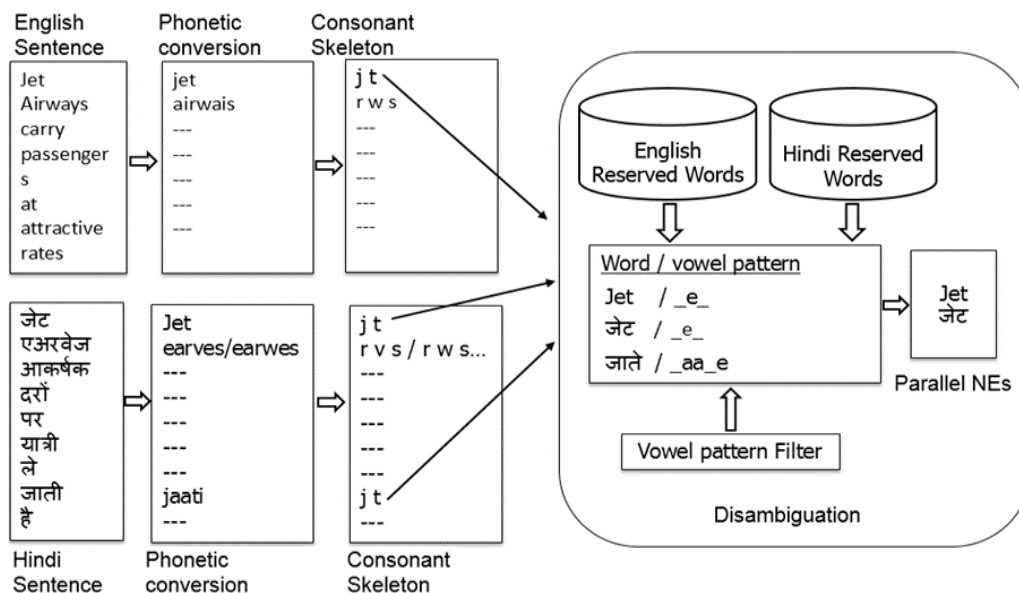 English
Sentence
Phonetic
conversion
Consonant
Skeleton
Jet
Airways
carry
passenger
s
at
attractive
rates
jet
airwais
---
---
---
---
---
j t
r w s
---
---
---
---
---
जेट
एअरवेज
आकर्षक
दरों
पर
यात्री
ले
जाती
है
Jet
earves/earwes
---
---
---
---
---
jaati
---
j t
r v s / r w s...
---
---
---
---
---
j t
---
Hindi
Sentence
Phonetic
conversion
Consonant
Skeleton
English
Reserved Words
Hindi Reserved
Words
Word / vowel pattern
Jet / _e_
जेट / _e_
जाते / _aa_e
Jet
जेट
Parallel NEs
Vowel pattern Filter
Disambiguation